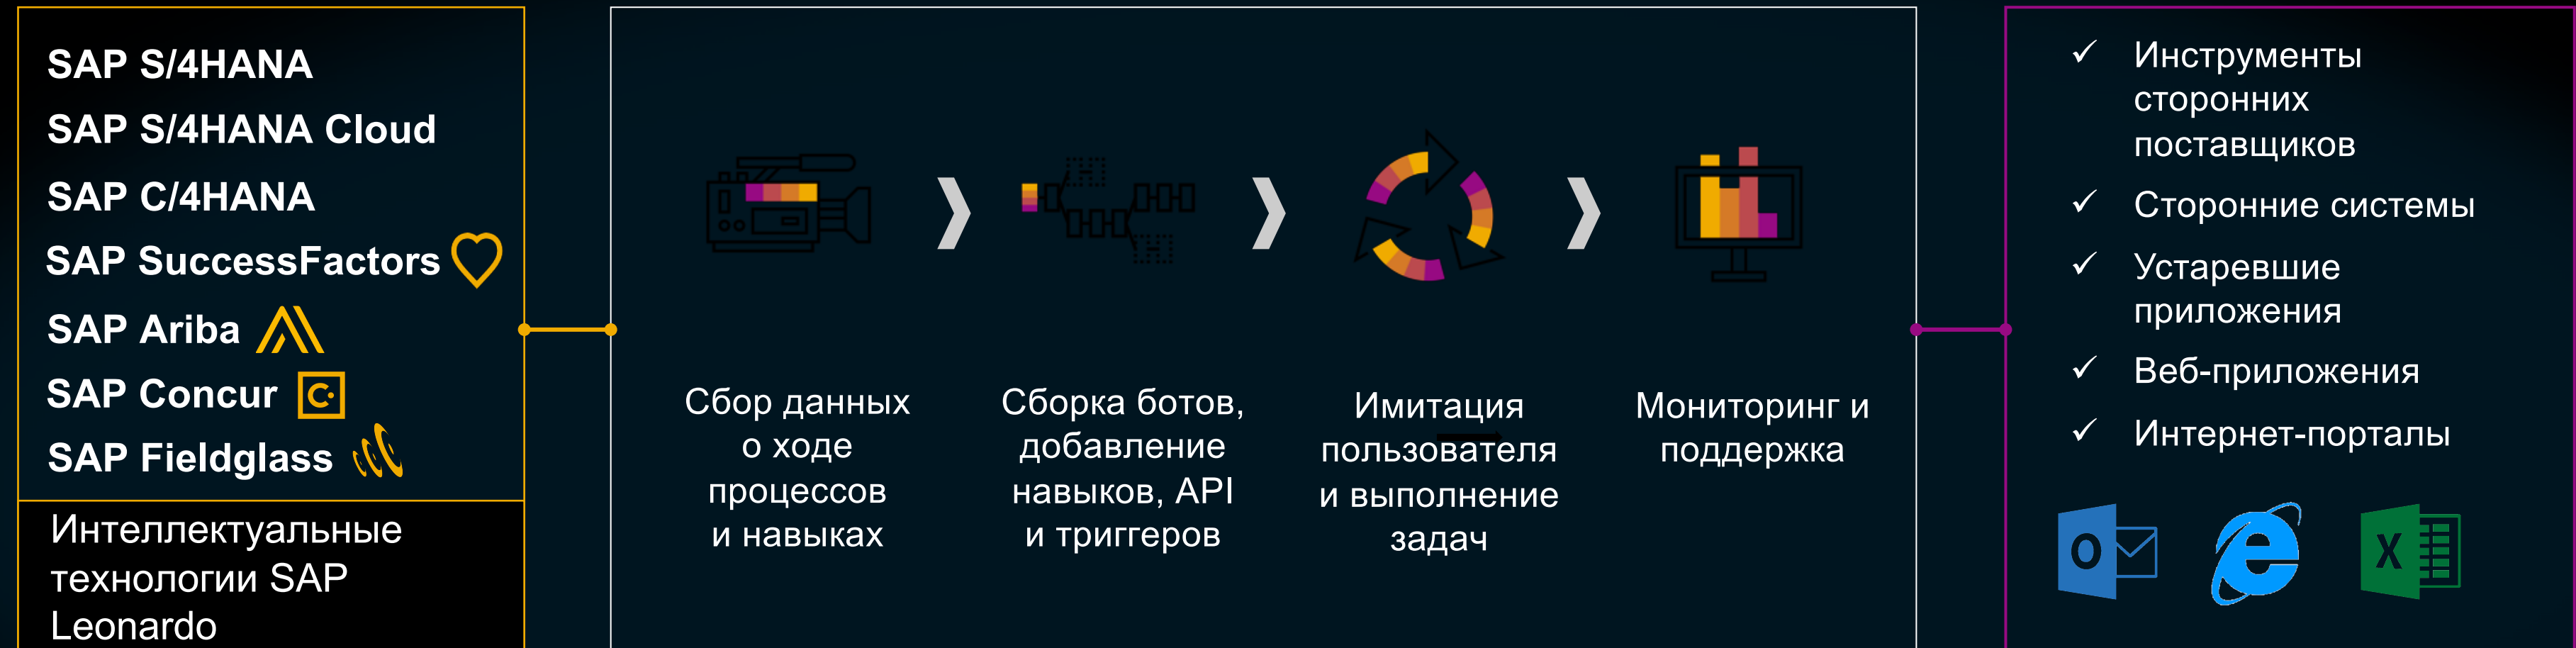 SAP S/4HANA
SAP S/4HANA Cloud
SAP C/4HANA
SAP SuccessFactors
SAP Ariba
SAP Concur
SAP Fieldglass
Интеллектуальные
технологии SAP
Leonardo
Сбор данных
о ходе
процессов
и навыках
Сборка ботов,
добавление
навыков, API
и триггеров
Имитация
пользователя
и выполнение
задач
Мониторинг и
поддержка
✓ Инструменты
сторонних
поставщиков
✓ Сторонние системы
✓ Устаревшие
приложения
✓ Веб-приложения
✓ Интернет-порталы